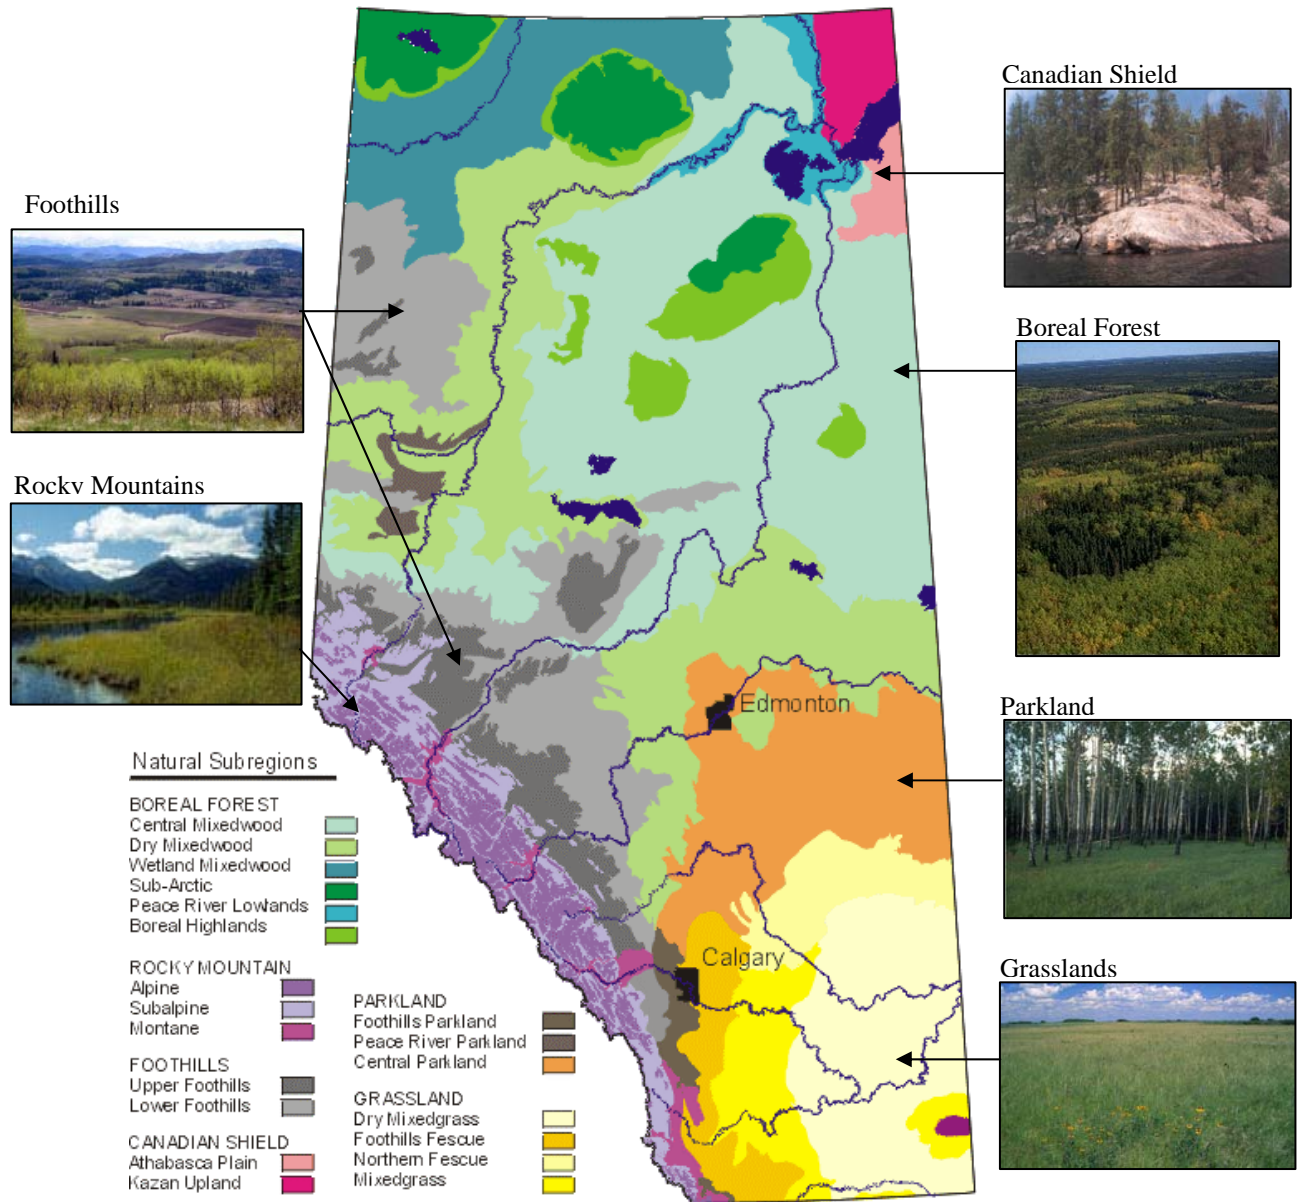 Canadian Shield
Foothills
Boreal Forest
Rockv Mountains
Edmonton
Parkland
Calgary
Grasslands
Natural Subregions
BOREAL FOREST
Central Mixedwood
Dry Mixedwood
Wetland Mixedwood
Sub-Arctic
Peace River Lowlands
Boreal Highlands
ROCKY MOUNTAIN
Alpine
Subalpine
Montane
FOOTHILLS
Upper Foothills
Lower Foothills
CANADIAN SHIELD
Athabasca Plain
Kazan Upland
PARKLAND
Foothills Parkland
Peace River Parkland
Central Parkland
GRASSLAND
Dry Mixedgrass
Foothills Fescue
Northern Fescue
Mixedgrass